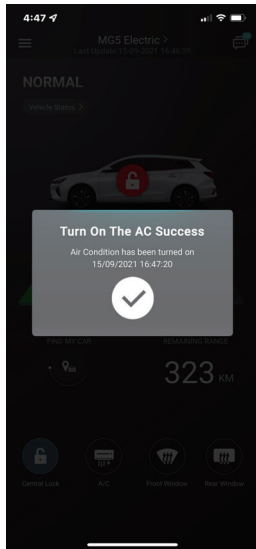 4:47
MG5 Electric >
Last Update 15-09-2021 16:46:39
NORMAL
Vehicle Status >
Turn On The AC Success
Air Condition has been turned on
15/09/2021 16:47:20
FIND MY CAR
REMAINING RANGE
323 KM
Central Lock
A/C
Front Window
Rear Window